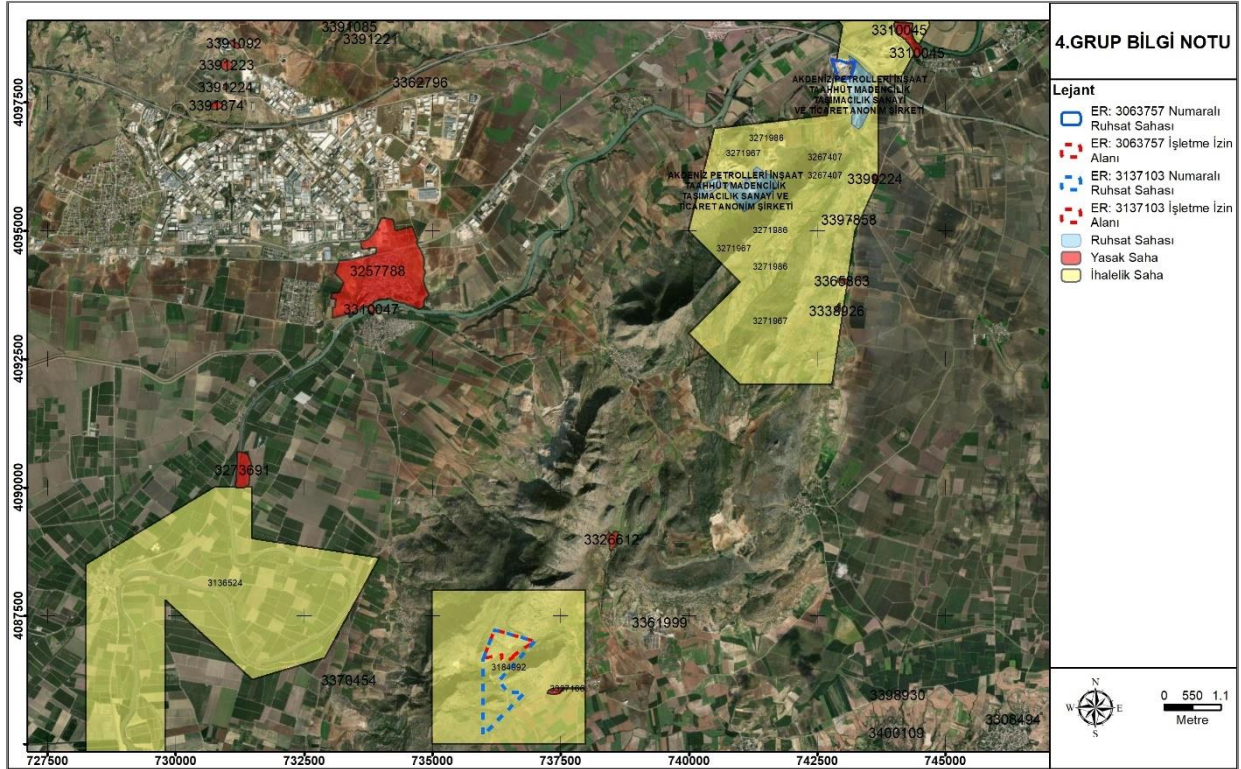 4.GRUP BİLGİ NOTU
Lejant
ER: 3063757 Numaralı
Ruhsat Sahası
ER: 3063757 İşletme İzin
Alanı
ER: 3137103 Numaralı
Ruhsat Sahası
ER: 3137103 İşletme İzin
Alanı
Ruhsat Sahası
Yasak Saha
İhalelik Saha
3391085
3391092
3391221
3391223
3391224
3391874
3362796
3310045
3310045
AKDENİZ PETROLLERİ İNŞAAT
TAAHHÜT MADENCİLİK
TAŞIMACILIK SANAYİ
VE TİCARET ANONİM ŞİRKETİ
3271986
3271967
3267407
3267407
3399224
AKDENİZ PETROLLERİ İNŞAAT
TAAHHÜT MADENCİLİK
TAŞIMACILIK SANAYİ VE
TİCARET ANONİM ŞİRKETİ
3397858
3271986
3271967
3271986
3365863
3338926
3271967
3257788
3310047
3273691
3326612
3136524
3361999
3184992
3370454
3398930
3308494
3400109
4097500
4095000
4092500
4090000
4087500
727500
730000
732500
735000
737500
740000
742500
745000
N
W
E
S
0 550 1.1
Metre